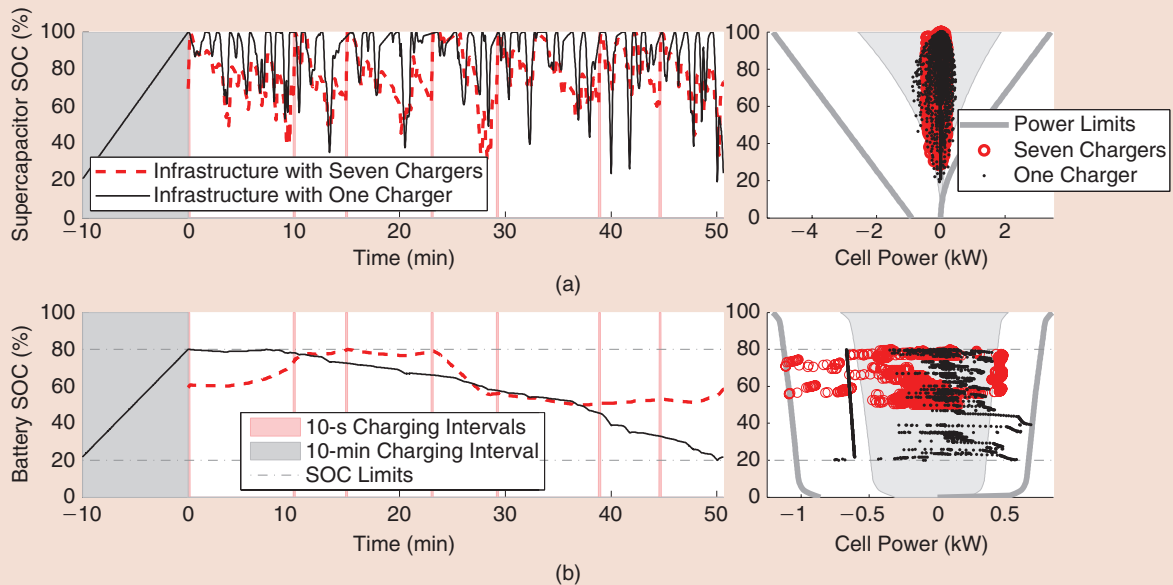 (a)
Supercapacitor SOC (%)
100
80
60
40
20
0
Infrastructure with Seven Chargers
Infrastructure with One Charger
−10
0
10
20
30
40
50
Time (min)
100
80
60
40
20
0
Power Limits
Seven Chargers
One Charger
−4
−2
0
2
Cell Power (kW)
(a)
Battery SOC (%)
100
80
60
40
20
0
10-s Charging Intervals
10-min Charging Interval
SOC Limits
−10
0
10
20
30
40
50
Time (min)
100
80
60
40
20
0
−1
−0.5
0
0.5
Cell Power (kW)
(b)